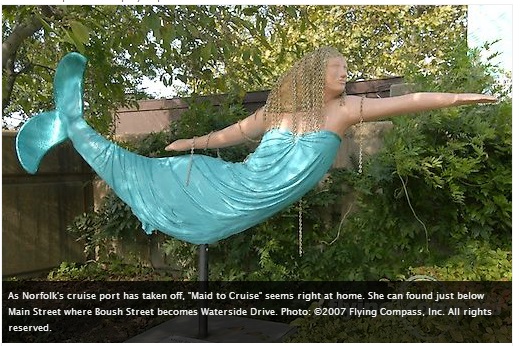 As Norfolk's cruise port has taken off, "Maid to Cruise" seems right at home. She can found just below
Main Street where Boush Street becomes Waterside Drive. Photo: ©2007 Flying Compass, Inc. All rights
reserved.